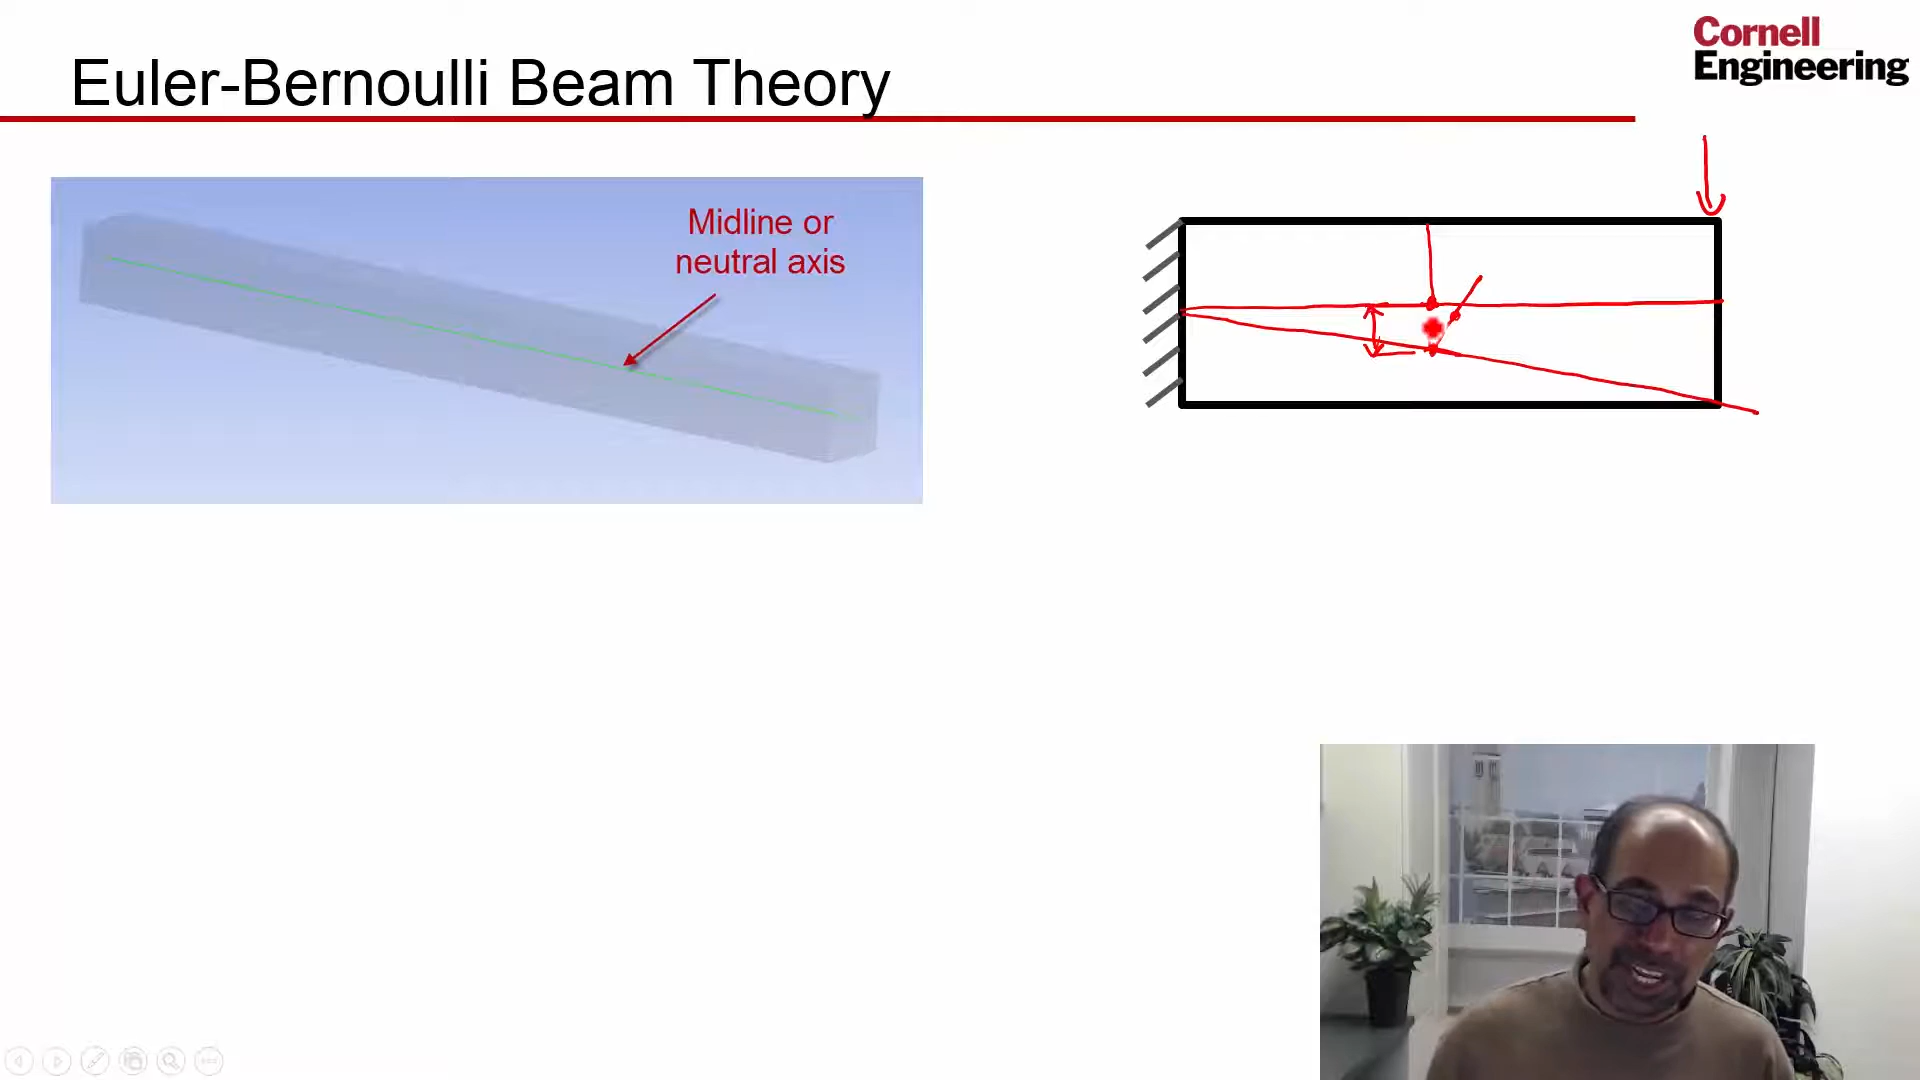 Euler-Bernoulli Beam Theory
Cornell
Engineering
Midline or
neutral axis